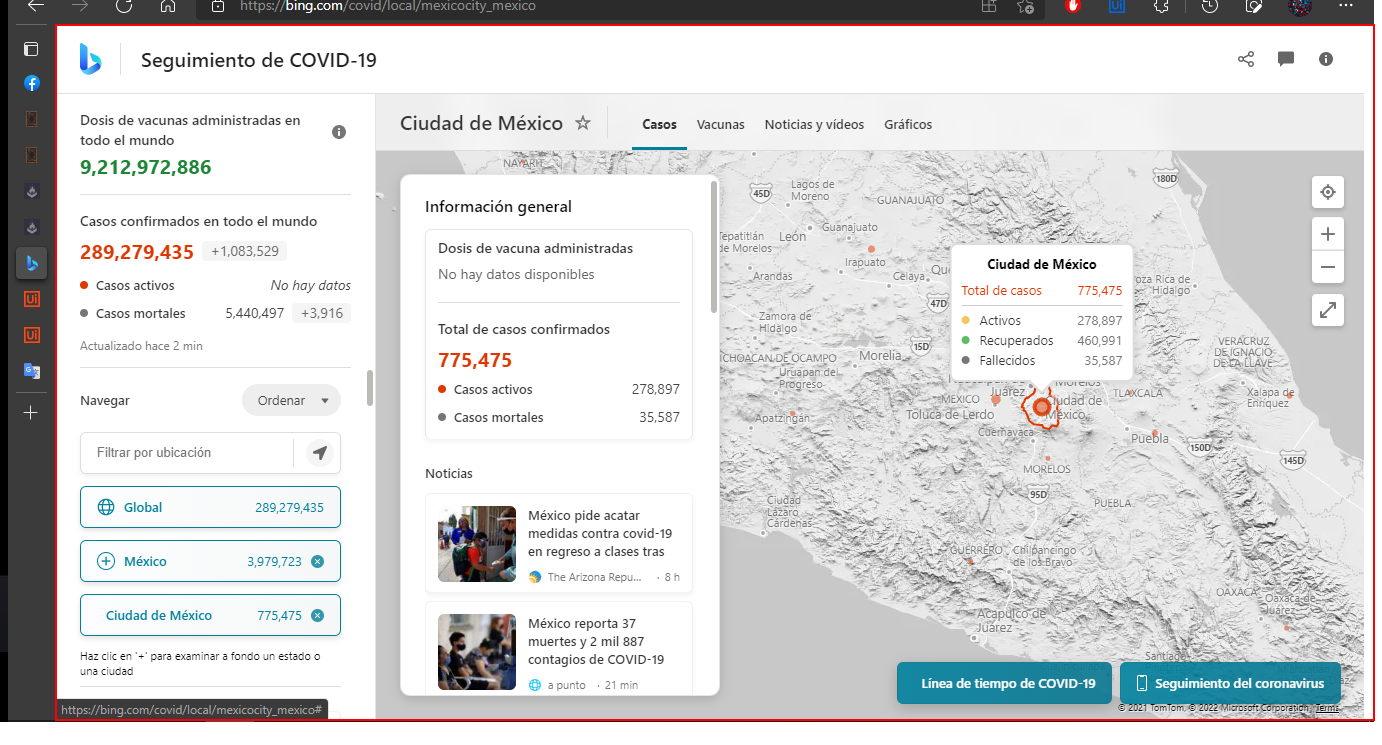 https://bing.com/covid/local/mexicocity_mexico
Seguimiento de COVID-19
Dosis de vacunas administradas en
todo el mundo
9,212,972,886
Casos confirmados en todo el mundo
289,279,435 +1,083,529
Casos activos No hay datos
Casos mortales 5,440,497 +3,916
Actualizado hace 2 min
Navegar Ordenar
Filtrar por ubicación
Global 289,279,435
México 3,979,723
Ciudad de México 775,475
Haz clic en '+' para examinar a fondo un estado o
una ciudad
https://bing.com/covid/local/mexicocity_mexico#
Ciudad de México Casos Vacunas Noticias y vídeos Gráficos
Información general
Dosis de vacuna administradas
No hay datos disponibles
Total de casos confirmados
775,475
Casos activos 278,897
Casos mortales 35,587
Noticias
México pide acatar
medidas contra covid-19
en regreso a clases tras
The Arizona Repu... · 8 h
México reporta 37
muertes y 2 mil 887
contagios de COVID-19
a punto · 21 min
Ciudad de México
Total de casos 775,475
Activos 278,897
Recuperados 460,991
Fallecidos 35,587
NAYARIT
180D
45D
Lagos de
Moreno
GUANAJUATO
Tepatitlán
de Morelos
León
Guanajuato
Irapuato
Arandas
Celaya
47D
oza Rica de
Hidalgo
Zamora de
Hidalgo
15D
VERACRUZ
DE IGNACIO
DE LA LLAVE
ICHOACAN DE OCAMPO
Morelia
Uruapan del
Progreso
Juárez
Morelos
MEXICO
Ciudad de
México
Toluca de Lerdo
TLAXCALA
Xalapa de
Enríquez
Apatzingán
Cuernavaca
Puebla
150D
145D
MORELOS
95D
PUEBLA
Ciudad
Lázaro
Cárdenas
GUERRERO
Chilpancingo
de los Bravo
OAXACA
Oaxaca de
Juárez
Acapulco de
Juárez
Santiago
Línea de tiempo de COVID-19
Seguimiento del coronavirus
© 2021 TomTom, © 2022 Microsoft Corporation, Terms
Ui
Ui
Ui